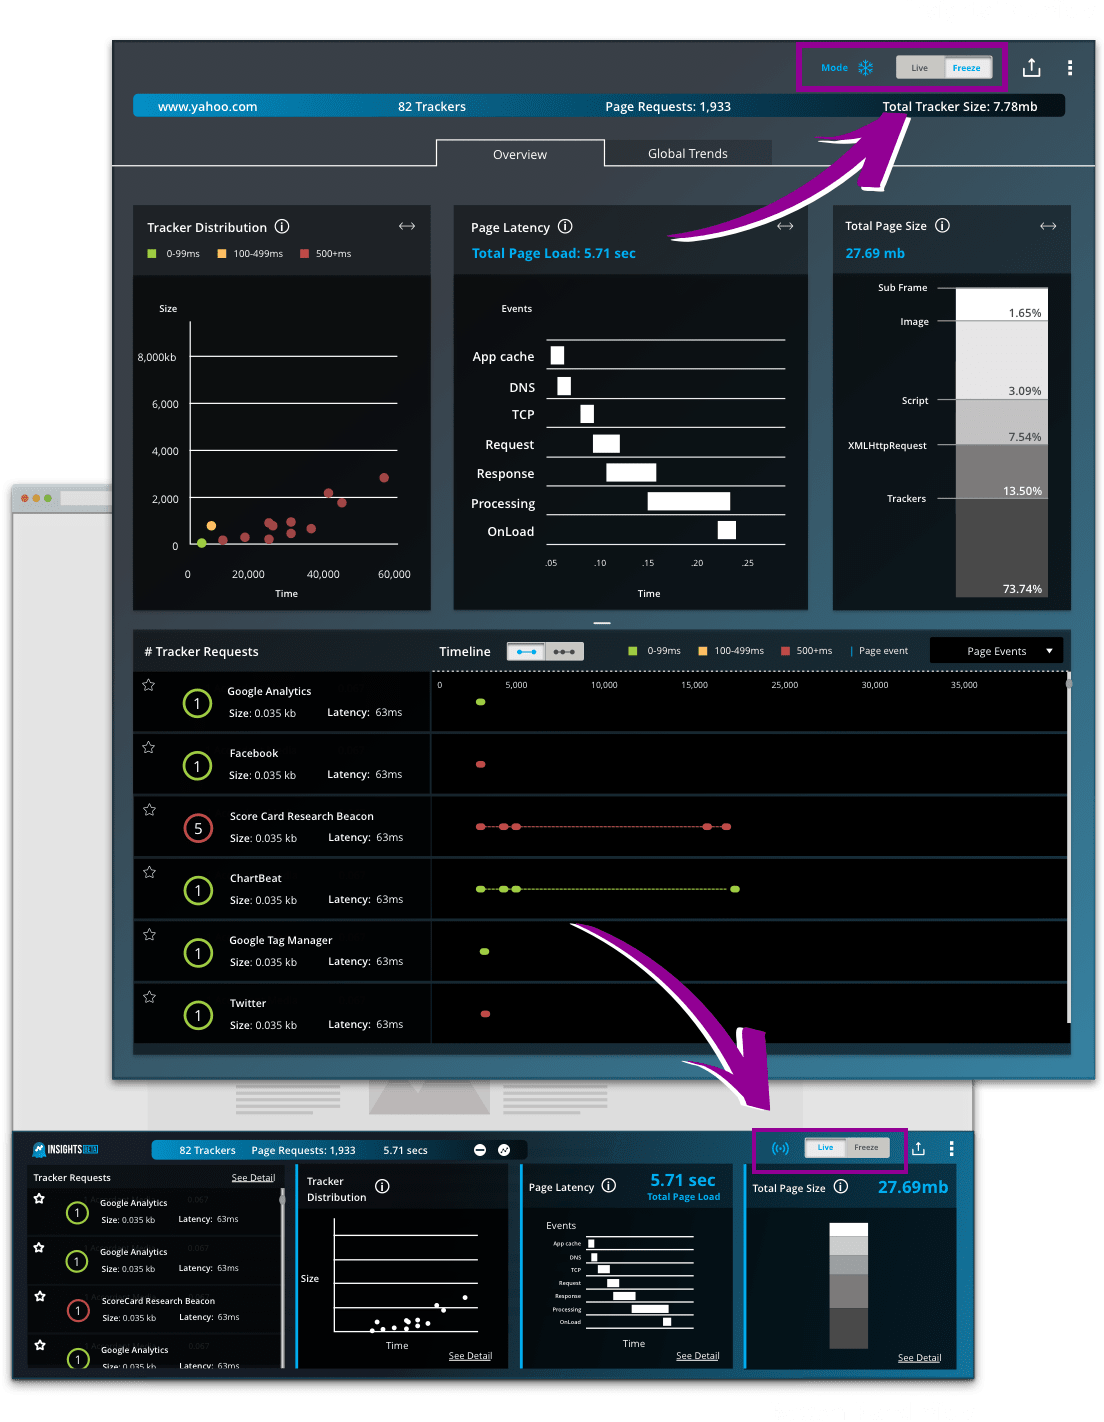 Mode Live Freeze
www.yahoo.com 82 Trackers Page Requests: 1,933 Total Tracker Size: 7.78mb
Overview Global Trends
Tracker Distribution
0-99ms 100-499ms 500+ms
Size
8,000kb
6,000
4,000
2,000
0
0 20,000 40,000 60,000
Time
Page Latency
Total Page Load: 5.71 sec
Events
App cache
DNS
TCP
Request
Response
Processing
OnLoad
.05 .10 .15 .20 .25
Time
Total Page Size
27.69 mb
Sub Frame
1.65%
Image
3.09%
Script
7.54%
XMLHttpRequest
13.50%
Trackers
73.74%
# Tracker Requests Timeline 0-99ms 100-499ms 500+ms Page event Page Events
0 5,000 10,000 15,000 25,000 30,000 35,000
1 Google Analytics
Size: 0.035 kb Latency: 63ms
1 Facebook
Size: 0.035 kb Latency: 63ms
5 Score Card Research Beacon
Size: 0.035 kb Latency: 63ms
1 ChartBeat
Size: 0.035 kb Latency: 63ms
1 Google Tag Manager
Size: 0.035 kb Latency: 63ms
1 Twitter
Size: 0.035 kb Latency: 63ms
INSIGHTS BETA 82 Trackers Page Requests: 1,933 5.71 secs Live Freeze
Tracker Requests See Detail
1 Google Analytics
Size: 0.035 kb Latency: 63ms
1 Google Analytics
Size: 0.035 kb Latency: 63ms
1 ScoreCard Research Beacon
Size: 0.035 kb Latency: 63ms
1 Google Analytics
Size: 0.035 kb Latency: 63ms
Tracker
Distribution
Size
Time
See Detail
Page Latency 5.71 sec
Total Page Load
Events
App cache
DNS
TCP
Request
Response
Processing
OnLoad
Time
See Detail
Total Page Size 27.69mb
See Detail